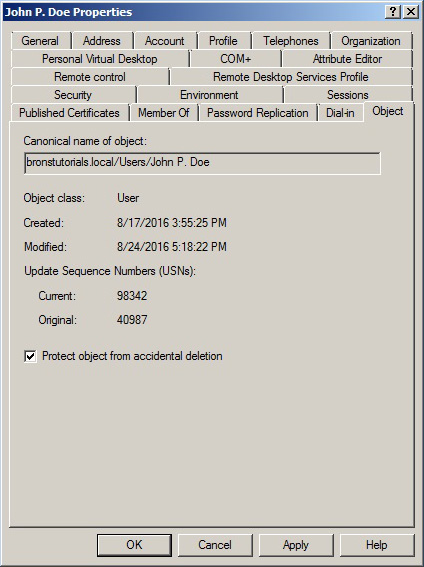 John P. Doe Properties
General Address Account Profile Telephones Organization
Personal Virtual Desktop COM+ Attribute Editor
Remote control Remote Desktop Services Profile
Security Environment Sessions
Published Certificates Member Of Password Replication Dial-in Object
Canonical name of object:
bronstutorials.local/Users/John P. Doe
Object class: User
Created: 8/17/2016 3:55:25 PM
Modified: 8/24/2016 5:18:22 PM
Update Sequence Numbers (USNs):
Current: 98342
Original: 40987
Protect object from accidental deletion
OK Cancel Apply Help